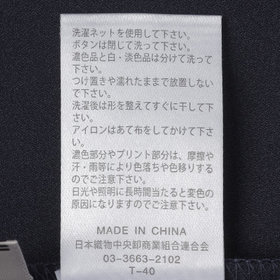 洗濯ネットを使用して下さい。
ボタンは閉じて洗って下さい。
濃色品と白・淡色品は分けて洗って
下さい。
つけ置きや濡れたままで放置しない
で下さい。
洗濯後は形を整えてすぐに干して下
さい。
アイロンはあて布をしてかけて下さ
い。
濃色部分やプリント部分は、摩擦や
汗・雨等により色落ちや色移りする
のでご注意下さい。
日光や照明に長時間当たると変色の
原因になりますのでご注意下さい。
MADE IN CHINA
日本織物中央卸商業組合連合会
03-3663-2102
T-40